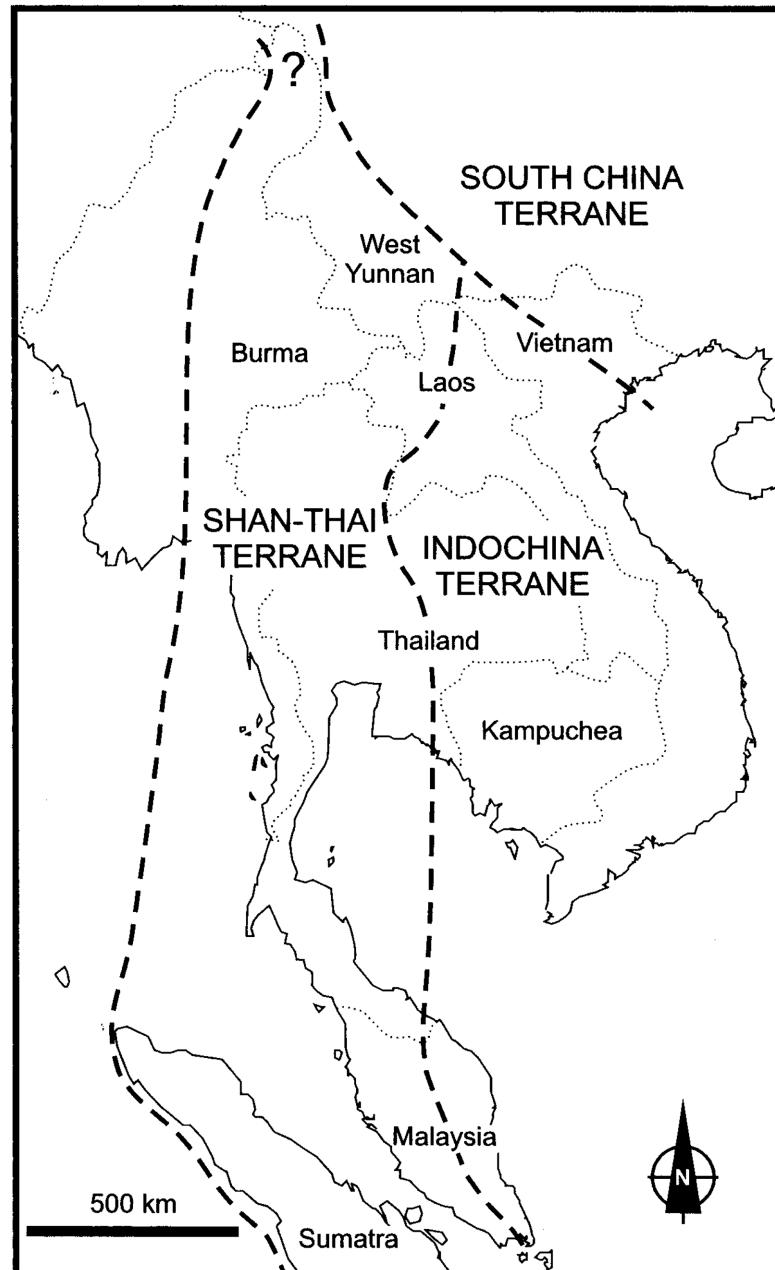 ?
SOUTH CHINA
TERRANE
West
Yunnan
Vietnam
Burma
Laos
SHAN-THAI
TERRANE
INDOCHINA
TERRANE
Thailand
Kampuchea
Malaysia
N
500 km
Sumatra